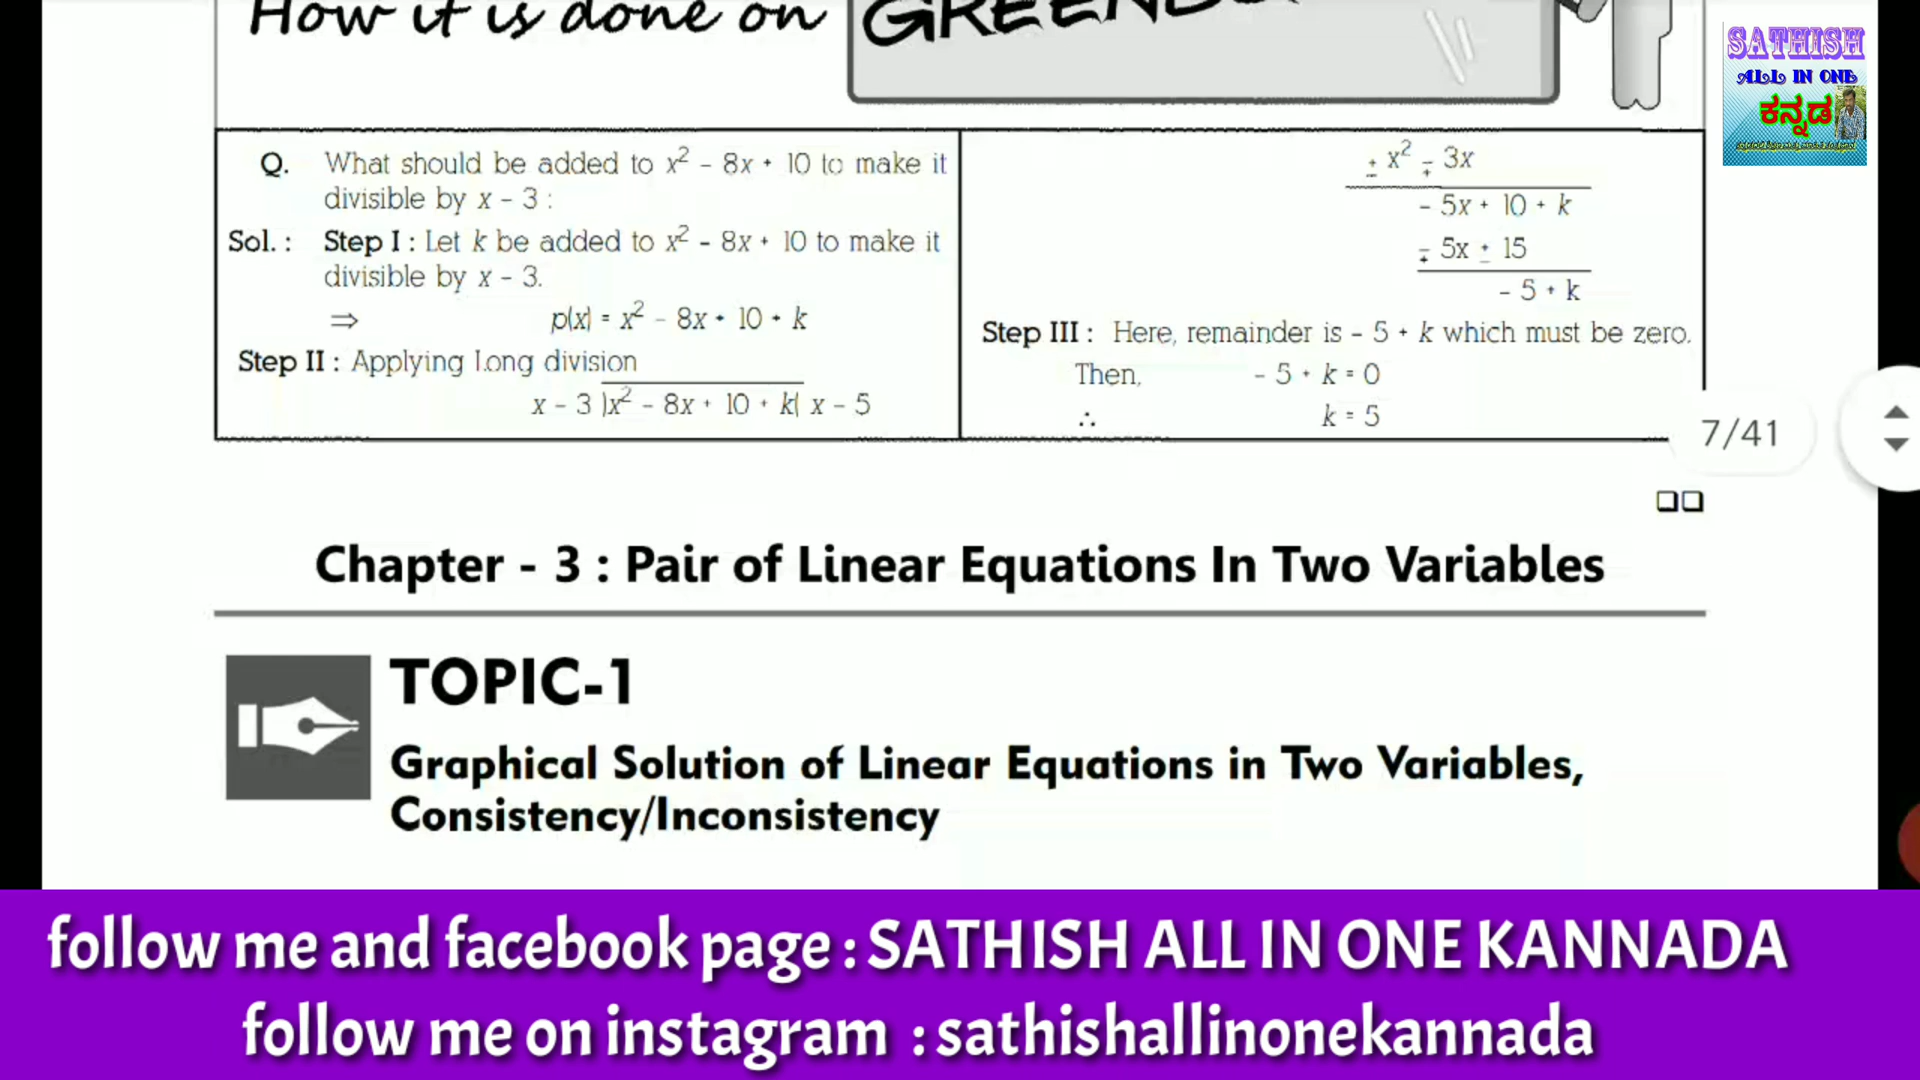 How it is done on
SATHISH
ALL IN ONE
ಕನ್ನಡ
Q. What should be added to x² - 8x + 10 to make it
divisible by x - 3 :
Sol. : Step I : Let k be added to x² - 8x + 10 to make it
divisible by x - 3.
⇒ p(x) = x² - 8x + 10 + k
Step II : Applying Long division
x - 3 )x² - 8x + 10 + k( x - 5
± x² ∓ 3x
- 5x + 10 + k
∓ 5x ± 15
- 5 + k
Step III : Here, remainder is - 5 + k which must be zero.
Then, - 5 + k = 0
∴ k = 5
7/41
❑❑
Chapter - 3 : Pair of Linear Equations In Two Variables
TOPIC-1
Graphical Solution of Linear Equations in Two Variables,
Consistency/Inconsistency
follow me and facebook page : SATHISH ALL IN ONE KANNADA
follow me on instagram : sathishallinonekannada